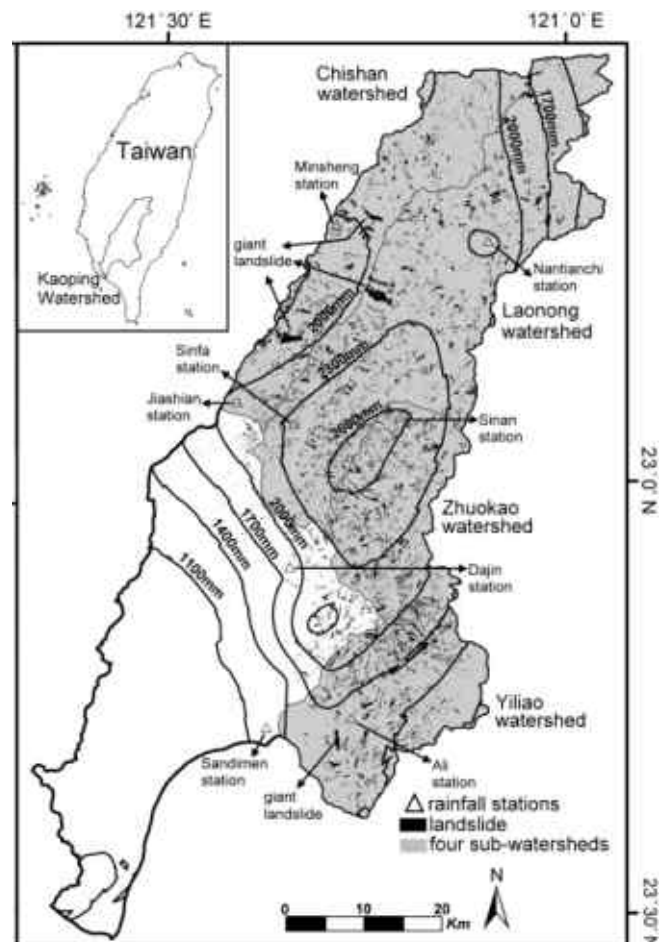 121°30' E
121°0' E
Chishan
watershed
Taiwan
Kaoping
Watershed
1700mm
2000mm
Minsheng
station
giant
landslide
Nantianchi
station
Laonong
watershed
2000mm
2300mm
Sinfa
station
Jiashian
station
Sinan
station
23°0' N
Zhuokao
watershed
2000mm
1700mm
1400mm
1100mm
Dajin
station
Yiliao
watershed
Sandimen
station
giant
landslide
Ali
station
rainfall stations
landslide
four sub-watersheds
N
0 10 20
Km
23°30' N